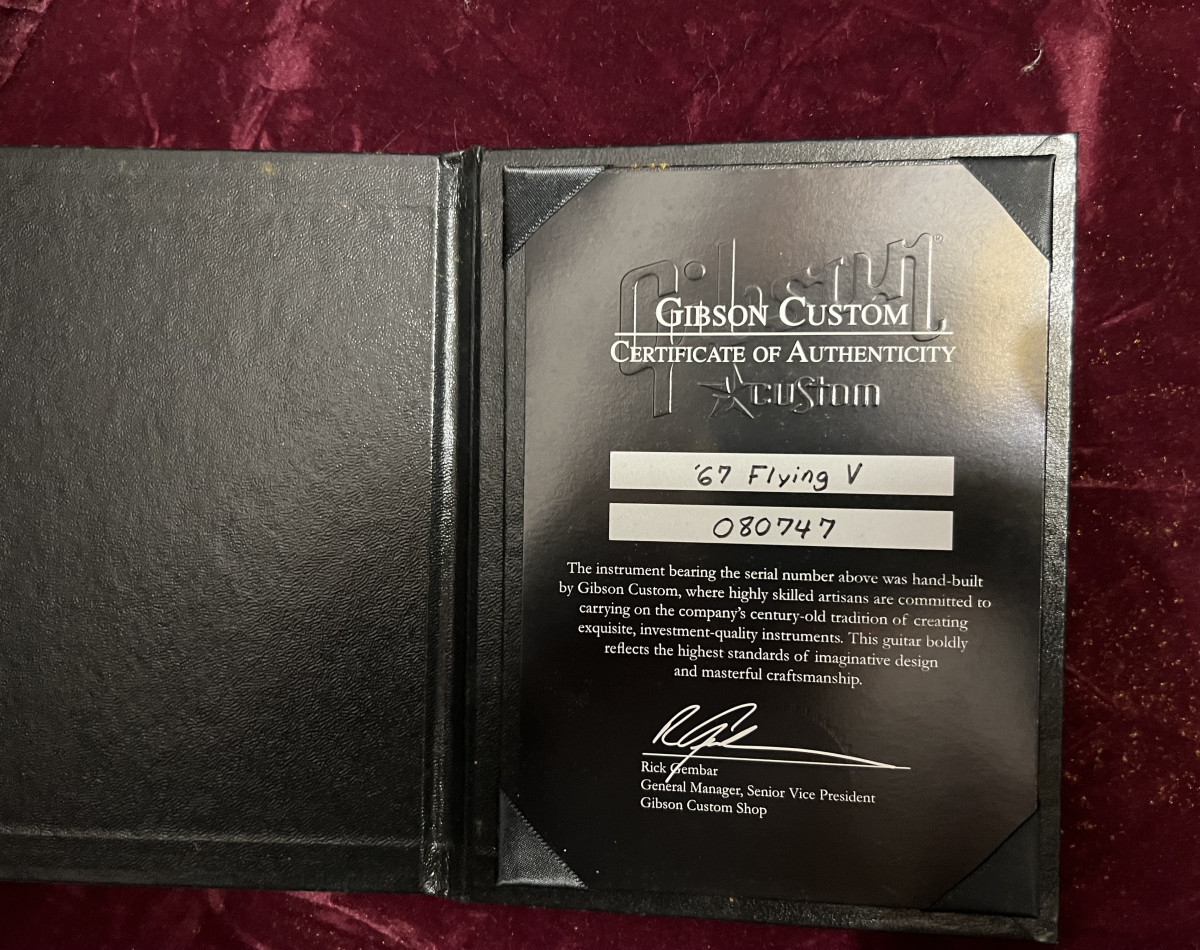 Gibson
GIBSON CUSTOM
CERTIFICATE OF AUTHENTICITY
CUSTOM
'67 Flying V
080747
The instrument bearing the serial number above was hand-built
by Gibson Custom, where highly skilled artisans are committed to
carrying on the company's century-old tradition of creating
exquisite, investment-quality instruments. This guitar boldly
reflects the highest standards of imaginative design
and masterful craftsmanship.
Rick Gembar
General Manager, Senior Vice President
Gibson Custom Shop